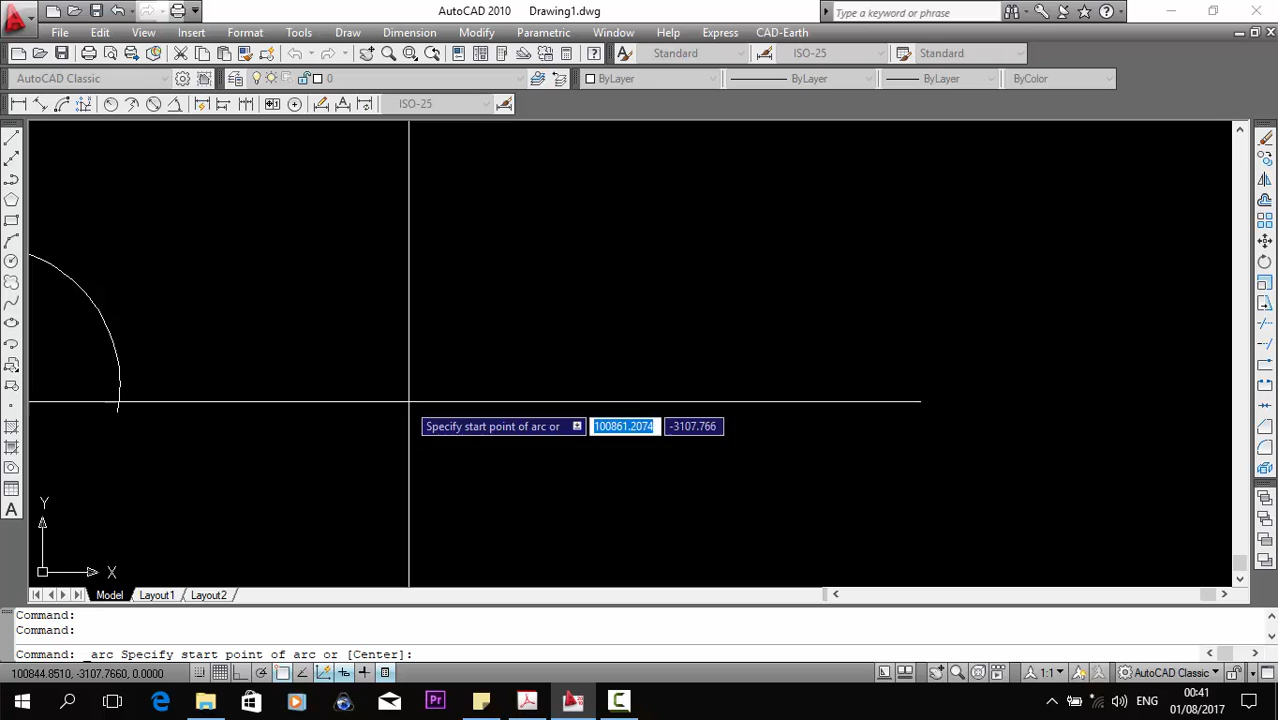 AutoCAD 2010 Drawing1.dwg
Type a keyword or phrase
File Edit View Insert Format Tools Draw Dimension Modify Parametric Window Help Express CAD-Earth
Standard ISO-25 Standard
AutoCAD Classic 0 ByLayer ByLayer ByLayer ByColor
ISO-25
Specify start point of arc or 100861.2074 -3107.766
Y
X
A
Model Layout1 Layout2
Command:
Command:
Command: _arc Specify start point of arc or [Center]:
100844.8510, -3107.7660, 0.0000 1:1 AutoCAD Classic
Pr ENG 00:41
01/08/2017